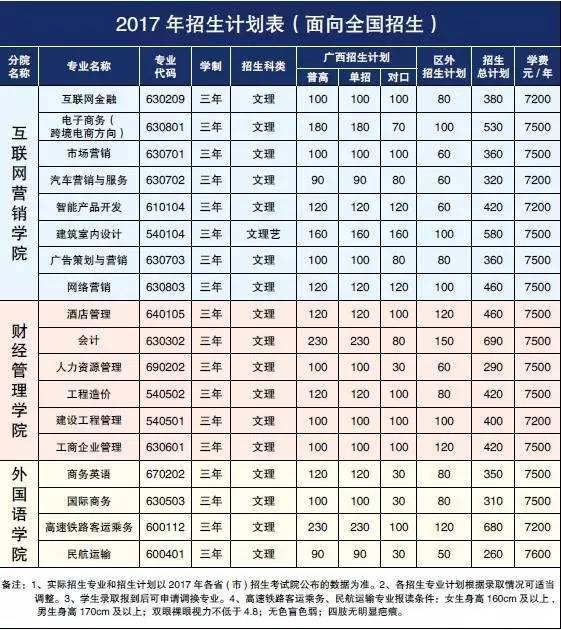 2017 年招生计划表（面向全国招生）
分院名称 专业名称 专业代码 学制 招生科类 广西招生计划 普高 单招 对口 区外招生计划 招生总计划 学费元/年
互联网营销学院
互联网金融 630209 三年 文理 100 100 100 80 380 7200
电子商务（跨境电商方向） 630801 三年 文理 180 180 70 100 530 7500
市场营销 630701 三年 文理 100 100 100 60 360 7500
汽车营销与服务 630702 三年 文理 90 90 80 60 320 7200
智能产品开发 610104 三年 文理 120 120 120 60 420 7200
建筑室内设计 540104 三年 文理艺 160 160 160 100 580 7500
广告策划与营销 630703 三年 文理 100 100 80 80 360 7500
网络营销 630803 三年 文理 120 120 120 100 460 7500
财经管理学院
酒店管理 640105 三年 文理 120 120 100 120 460 7500
会计 630302 三年 文理 230 230 80 150 690 7500
人力资源管理 690202 三年 文理 100 100 30 60 290 7500
工程造价 540502 三年 文理 120 120 100 80 420 7500
建设工程管理 540501 三年 文理 100 100 100 100 400 7200
工商企业管理 630601 三年 文理 100 100 100 120 420 7500
外国语学院
商务英语 670202 三年 文理 120 120 30 80 350 7500
国际商务 630503 三年 文理 100 100 30 80 310 7500
高速铁路客运乘务 600112 三年 文理 230 230 100 120 680 7200
民航运输 600401 三年 文理 90 90 30 50 260 7600
备注：1、实际招生专业和招生计划以 2017 年各省（市）招生考试院公布的数据为准。2、各招生专业计划根据录取情况可适当
调整。3、学生录取报到后可申请调换专业。4、高速铁路客运乘务、民航运输专业报读条件：女生身高 160cm 及以上，
男生身高 170cm 及以上；双眼裸眼视力不低于 4.8；无色盲色弱；四肢无明显疤痕。